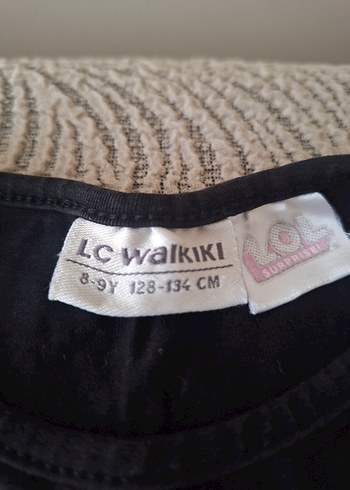 LC WAIKIKI
8-9Y 128-134 CM
L.O.L.
SURPRISE!